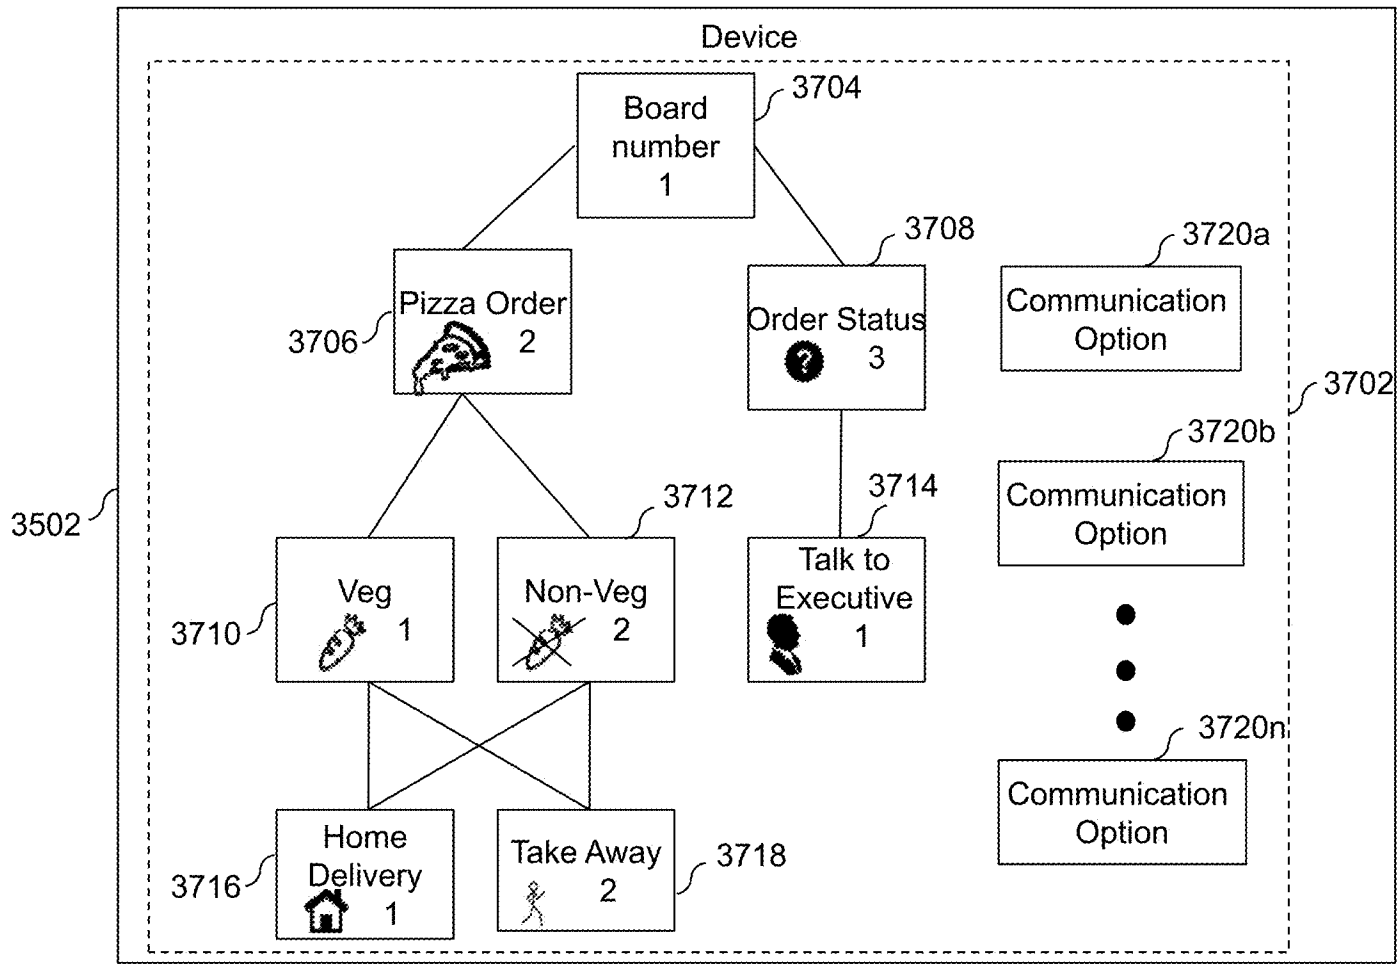 Device
3704
Board
number
1
3708
3720a
Pizza Order
2
3706
Order Status
3
Communication
Option
3702
3720b
Communication
Option
3502
3712
3714
Veg
1
3710
Non-Veg
2
Talk to
Executive
1
3720n
Communication
Option
Home
Delivery
1
3716
Take Away
2
3718
?